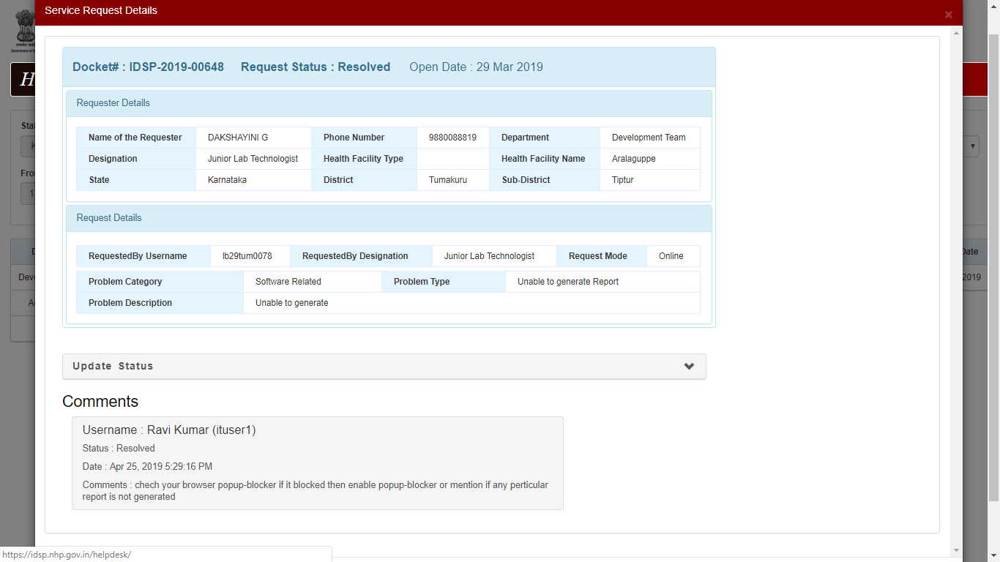 Service Request Details
×
H
Docket# : IDSP-2019-00648 Request Status : Resolved Open Date : 29 Mar 2019
Requester Details
Name of the Requester DAKSHAYINI G Phone Number 9880088819 Department Development Team
Designation Junior Lab Technologist Health Facility Type Health Facility Name Aralaguppe
State Karnataka District Tumakuru Sub-District Tiptur
Request Details
RequestedBy Username lb29tum0078 RequestedBy Designation Junior Lab Technologist Request Mode Online
Problem Category Software Related Problem Type Unable to generate Report
Problem Description Unable to generate
Update Status
Comments
Username : Ravi Kumar (ituser1)
Status : Resolved
Date : Apr 25, 2019 5:29:16 PM
Comments : chech your browser popup-blocker if it blocked then enable popup-blocker or mention if any perticular
report is not generated
2019
https://idsp.nhp.gov.in/helpdesk/